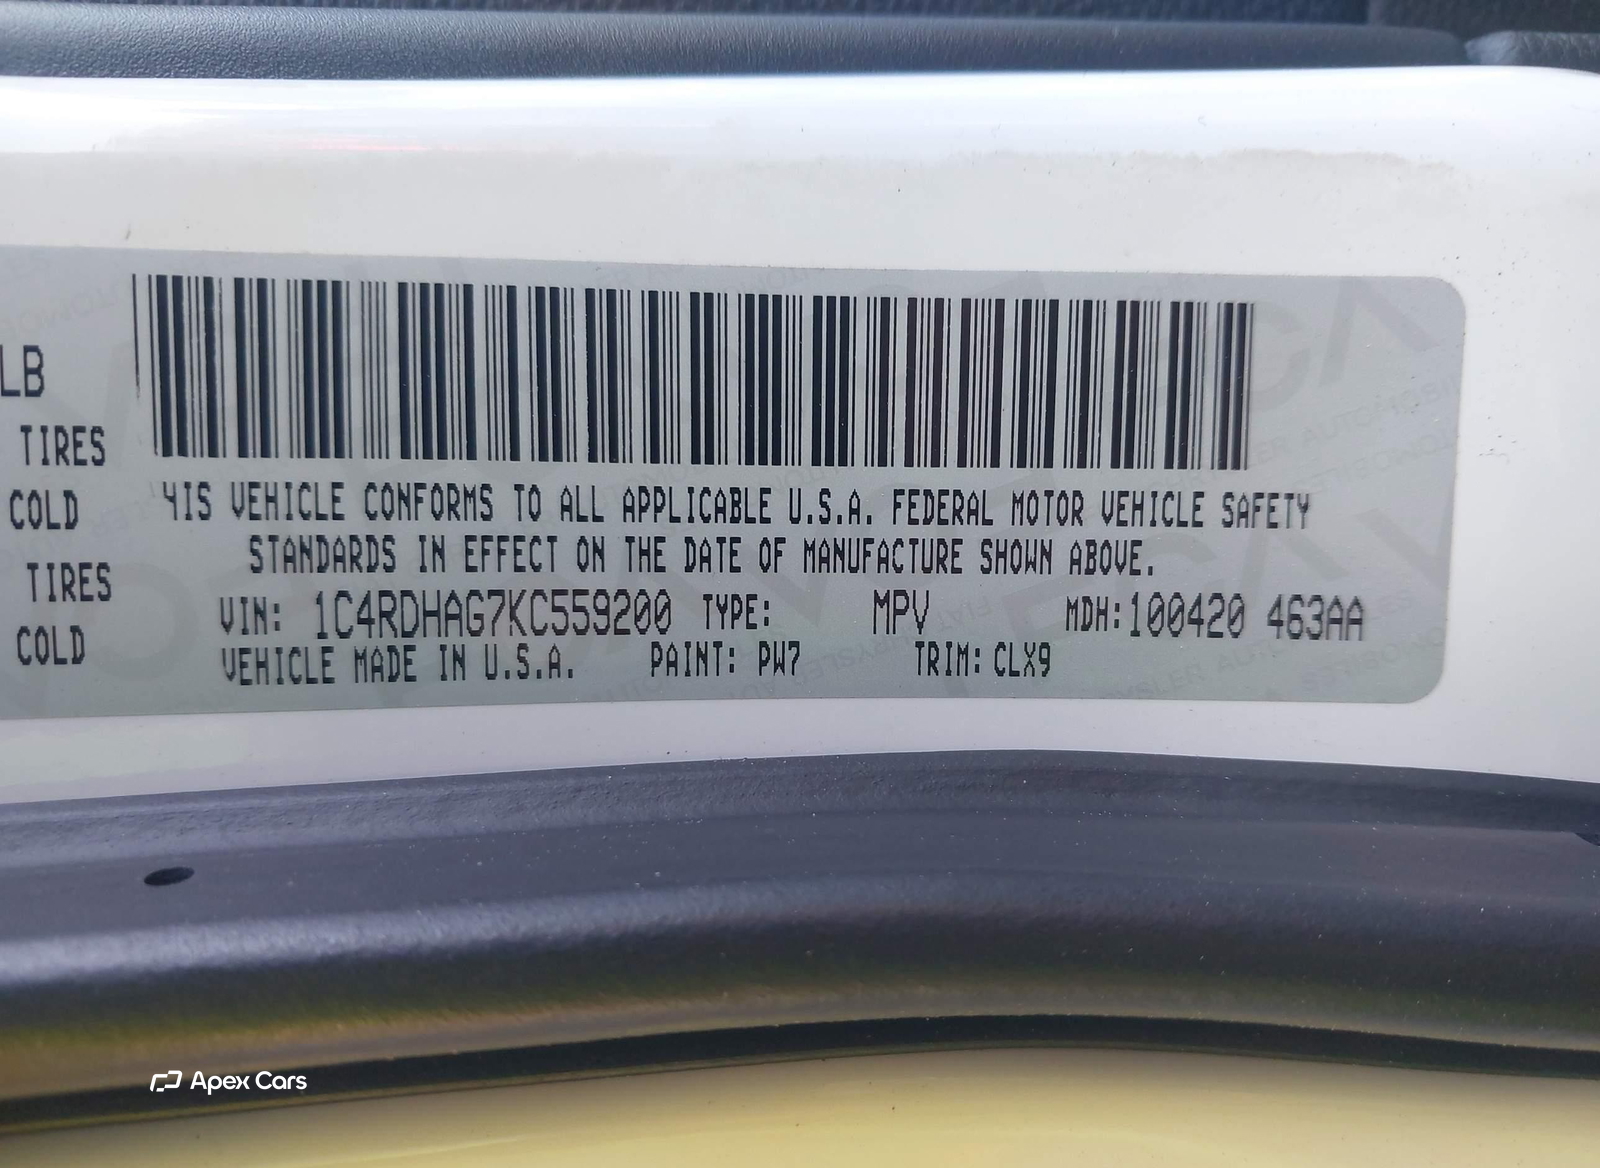 LB
TIRES
COLD
TIRES
COLD
HIS VEHICLE CONFORMS TO ALL APPLICABLE U.S.A. FEDERAL MOTOR VEHICLE SAFETY
STANDARDS IN EFFECT ON THE DATE OF MANUFACTURE SHOWN ABOVE.
VIN: 1C4RDHAG7KC559200 TYPE: MPV MDH:100420 463AA
VEHICLE MADE IN U.S.A. PAINT: PW7 TRIM: CLX9
Apex Cars